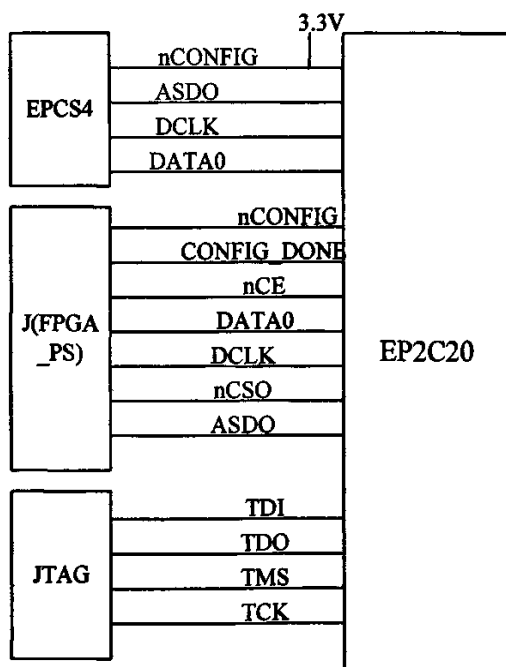 3.3V
nCONFIG
ASDO
DCLK
DATA0
EPCS4
nCONFIG
CONFIG_DONE
nCE
DATA0
DCLK
nCSO
ASDO
J(FPGA
_PS)
EP2C20
TDI
TDO
TMS
TCK
JTAG